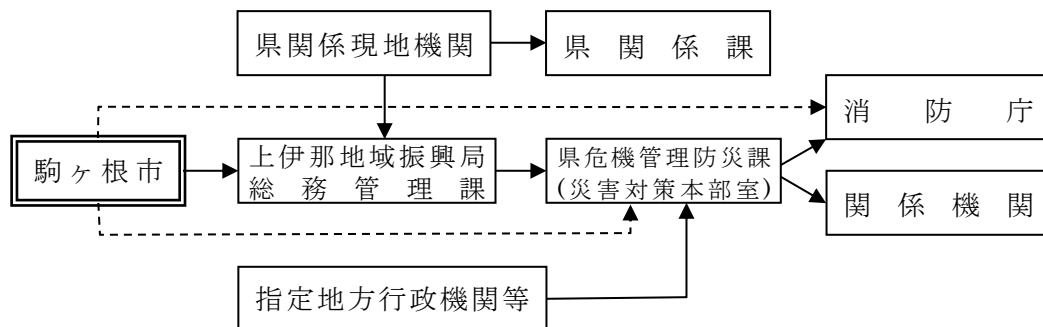 県関係現地機関
県関係課
消防庁
駒ヶ根市
上伊那地域振興局
総務管理課
県危機管理防災課
(災害対策本部室)
関係機関
指定地方行政機関等